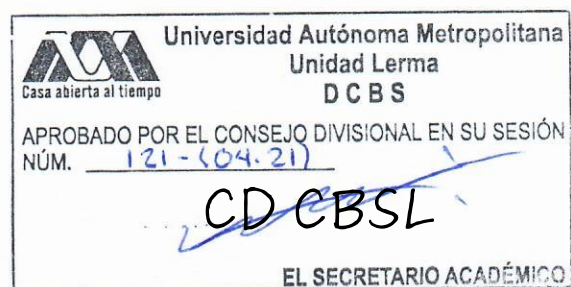 Universidad Autónoma Metropolitana
Unidad Lerma
Casa abierta al tiempo
DCBS
APROBADO POR EL CONSEJO DIVISIONAL EN SU SESIÓN
NÚM. 121-(04.21)
CD CBSL
EL SECRETARIO ACADÉMICO